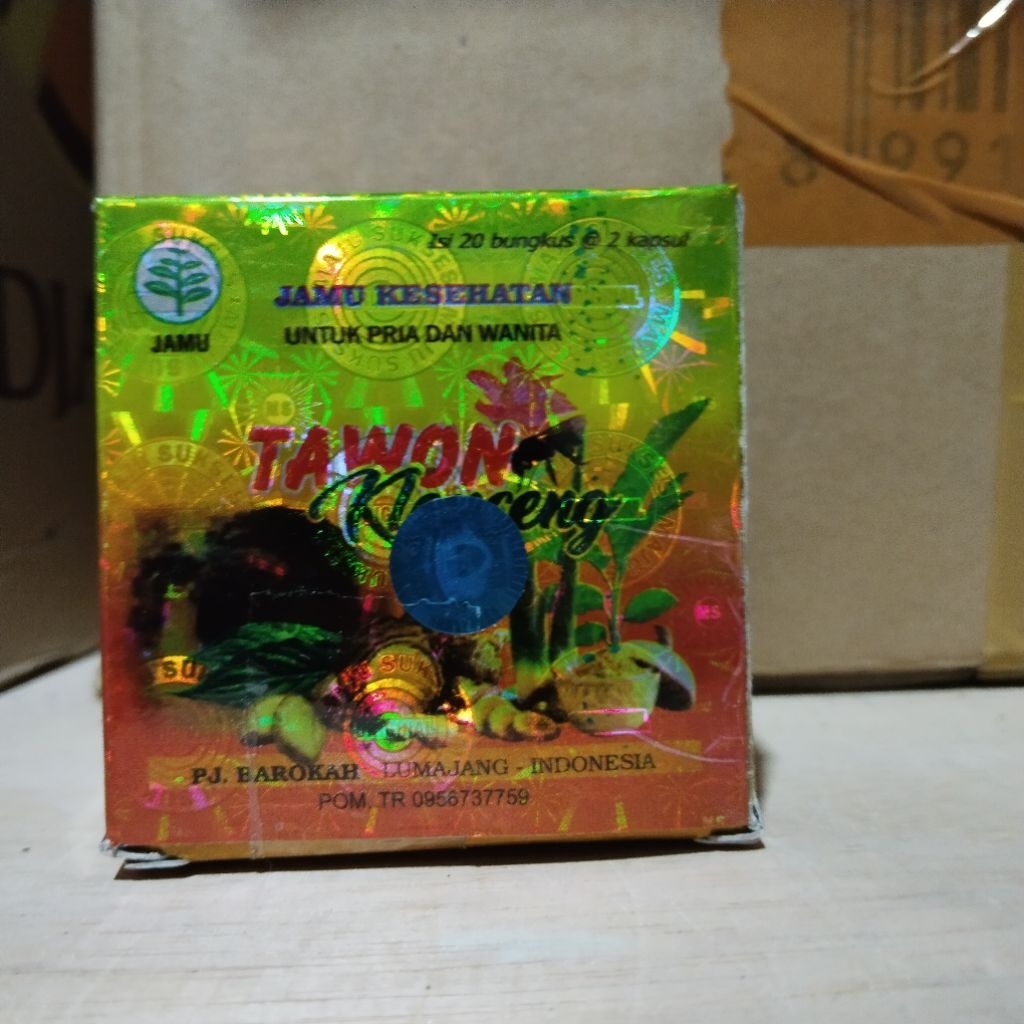 Isi 20 bungkus @ 2 kapsul
JAMU KESEHATAN
JAMU
UNTUK PRIA DAN WANITA
TAWON
PJ. BAROKAH LUMAJANG - INDONESIA
POM. TR 0956737759
MS